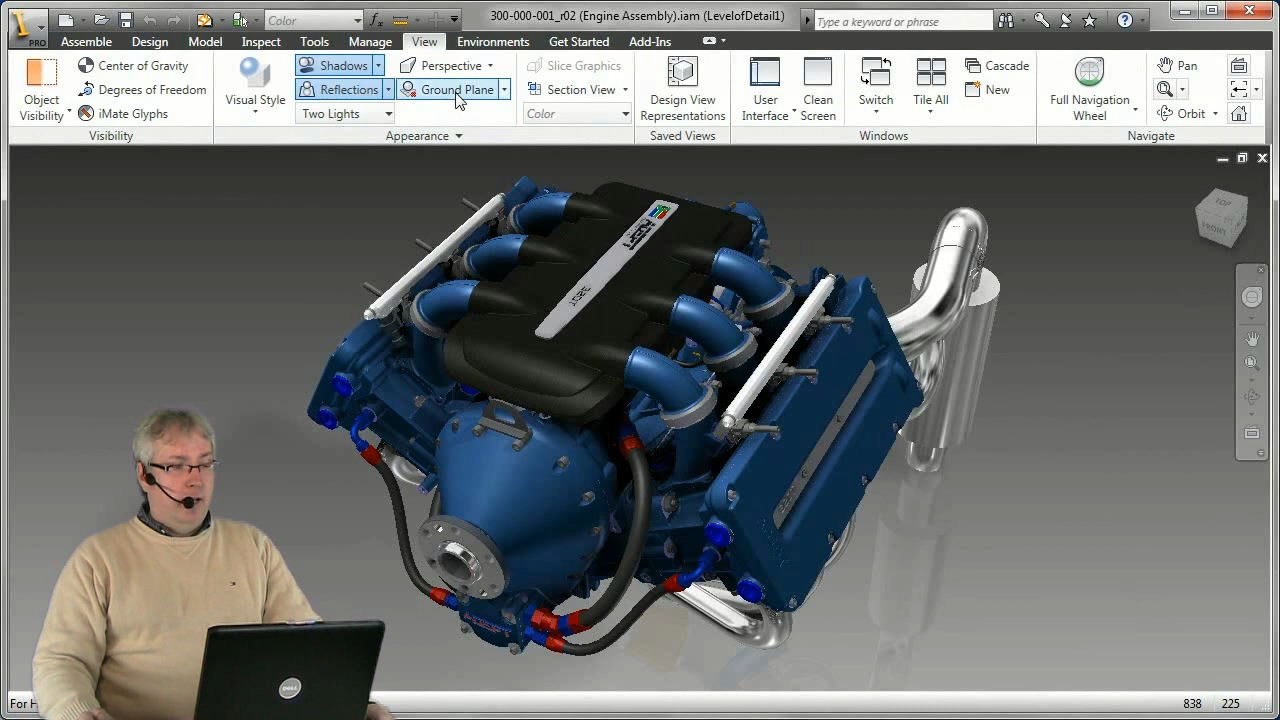 Color
300-000-001_r02 (Engine Assembly).iam (LevelofDetail1)
Type a keyword or phrase
PRO
Assemble Design Model Inspect Tools Manage View Environments Get Started Add-Ins
Object Visibility
Center of Gravity
Degrees of Freedom
iMate Glyphs
Visibility
Visual Style
Shadows
Reflections
Two Lights
Perspective
Ground Plane
Appearance
Slice Graphics
Section View
Color
Design View Representations
Saved Views
User Interface
Clean Screen
Switch
Tile All
Cascade
New
Windows
Full Navigation Wheel
Pan
Orbit
Navigate
TOP
FRONT
DELL
838 225